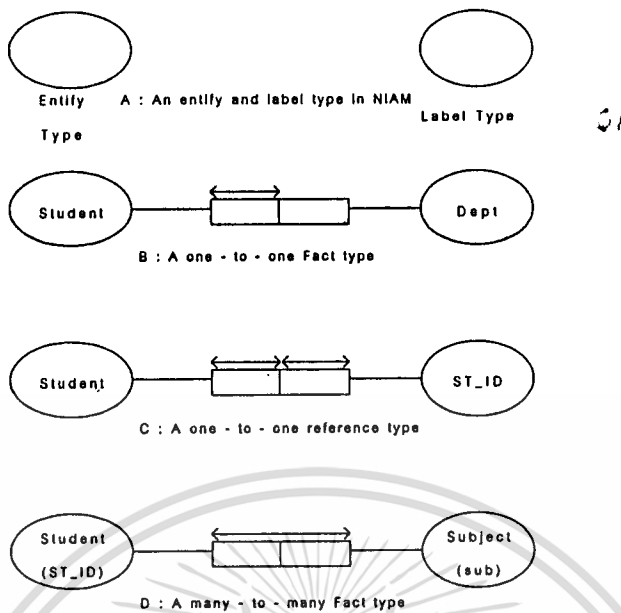 Entify
Type
A : An entify and label type in NIAM
Label Type
Student
Dept
B : A one - to - one Fact type
Student
ST_ID
C : A one - to - one reference type
Student
(ST_ID)
Subject
(sub)
D : A many - to - many Fact type